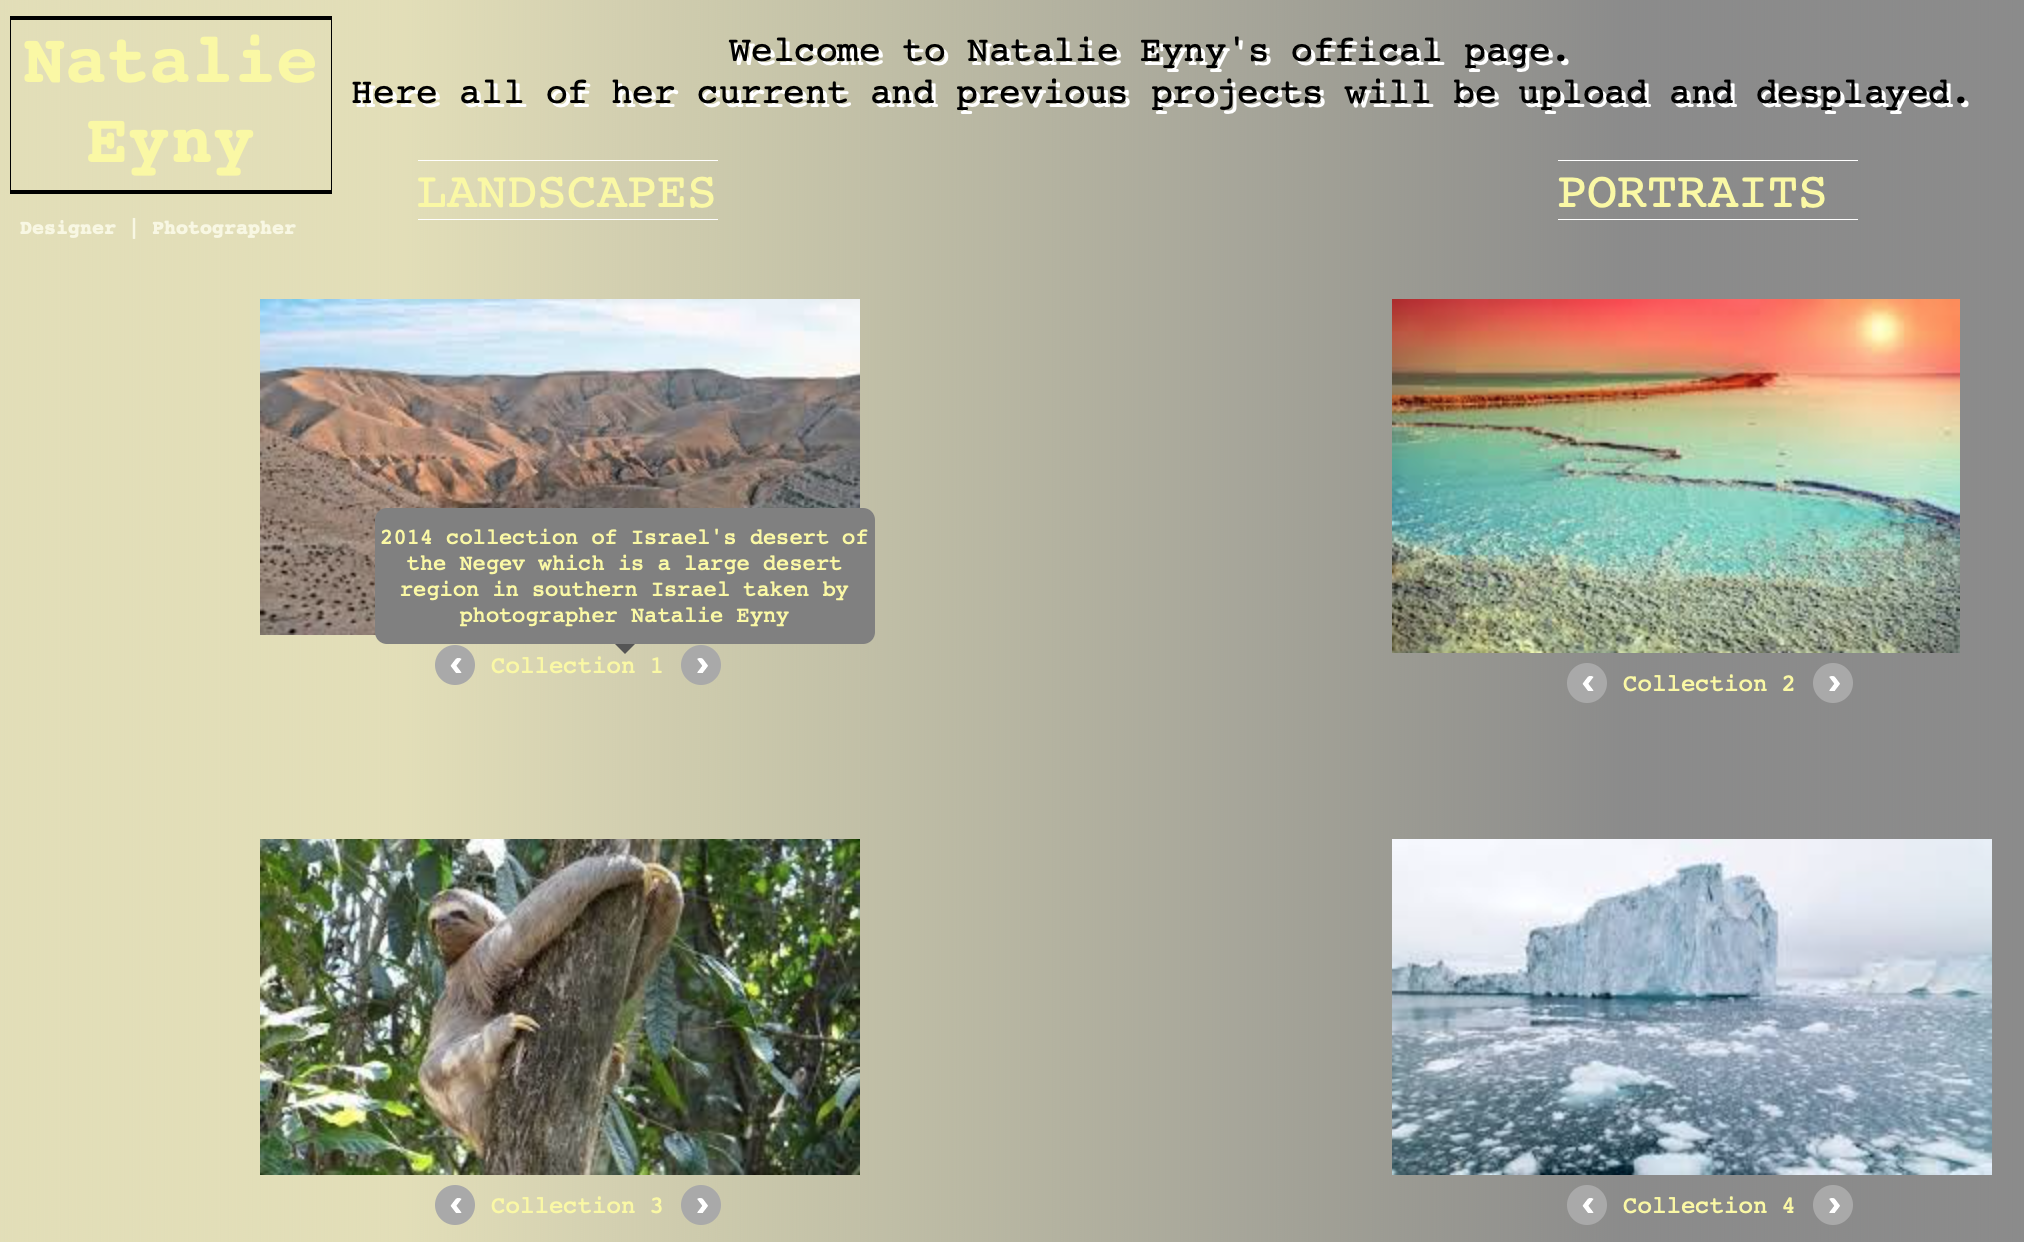 Natalie
Eyny
Designer | Photographer
Welcome to Natalie Eyny's offical page.
Here all of her current and previous projects will be upload and desplayed.
LANDSCAPES
PORTRAITS
2014 collection of Israel's desert of
the Negev which is a large desert
region in southern Israel taken by
photographer Natalie Eyny
‹ Collection 1 ›
‹ Collection 2 ›
‹ Collection 3 ›
‹ Collection 4 ›